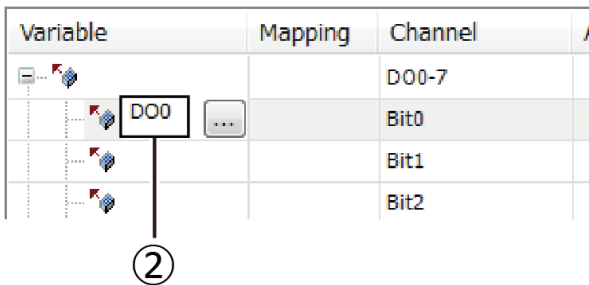 Variable Mapping Channel
DO0-7
DO0 ... Bit0
Bit1
Bit2
②